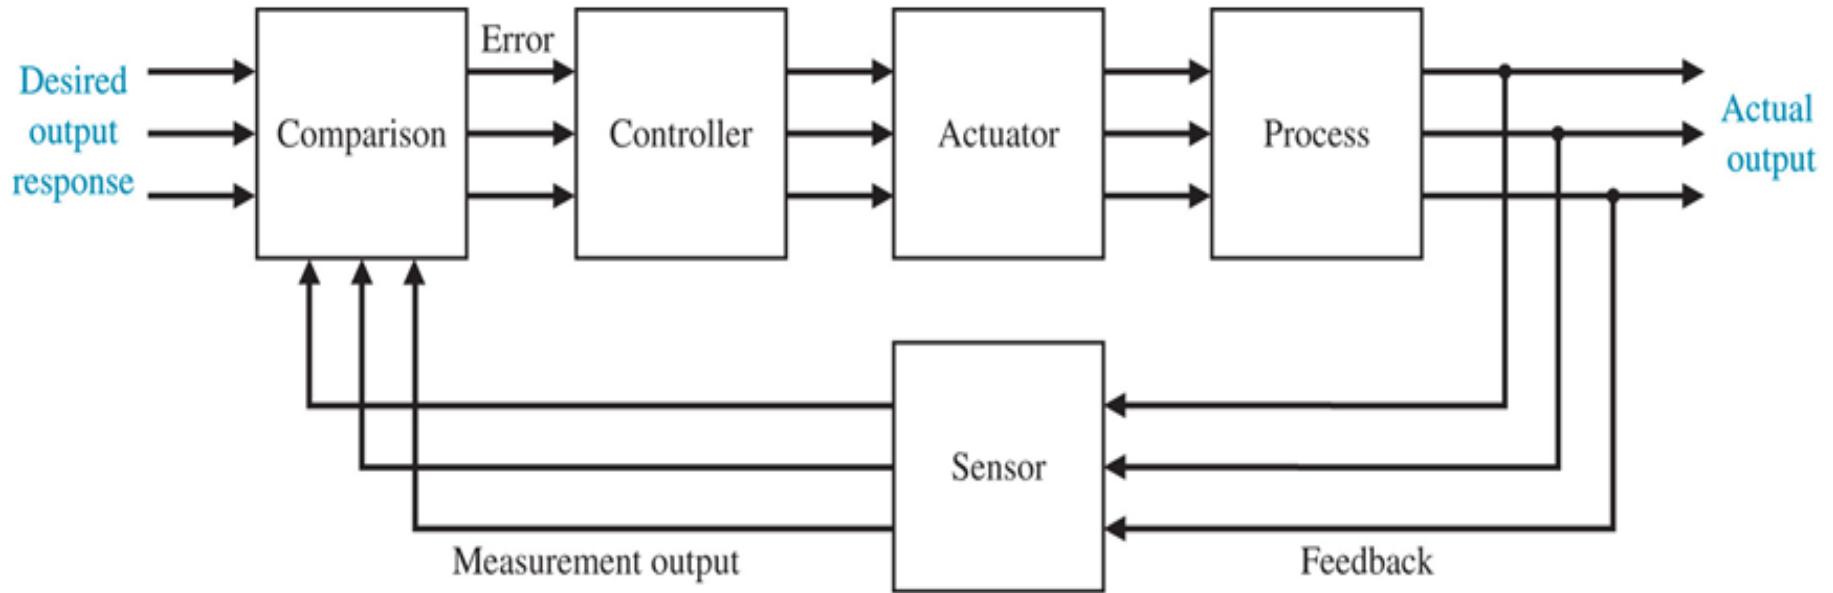 Desired
output
response
Comparison
Error
Controller
Actuator
Process
Actual
output
Sensor
Measurement output
Feedback